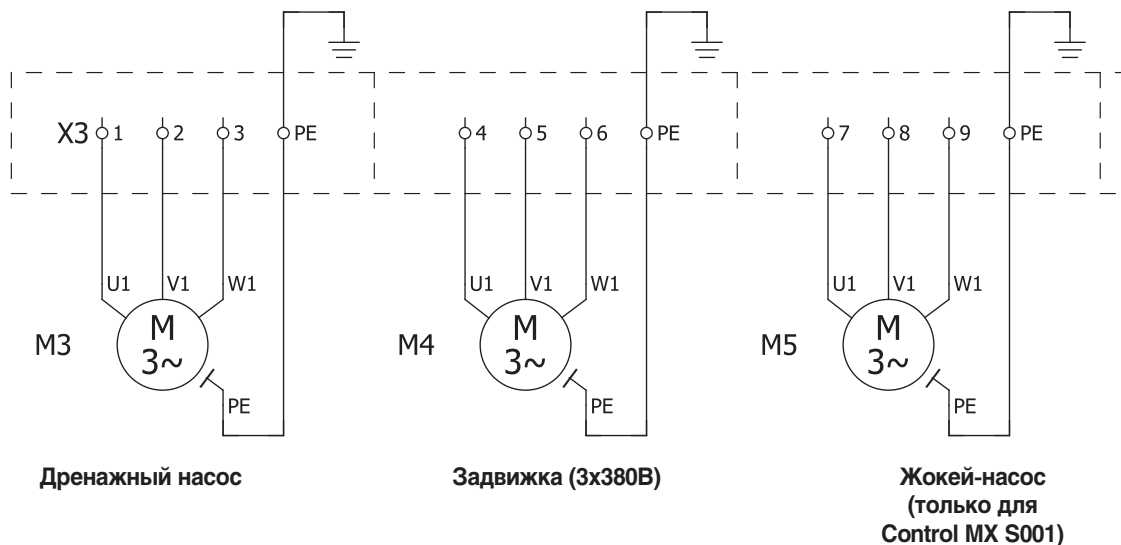 X3 1 2 3 PE 4 5 6 PE 7 8 9 PE
U1 V1 W1 U1 V1 W1 U1 V1 W1
M3 M 3~ M4 M 3~ M5 M 3~
PE PE PE
Дренажный насос
Задвижка (3х380В)
Жокей-насос
(только для
Control MX S001)